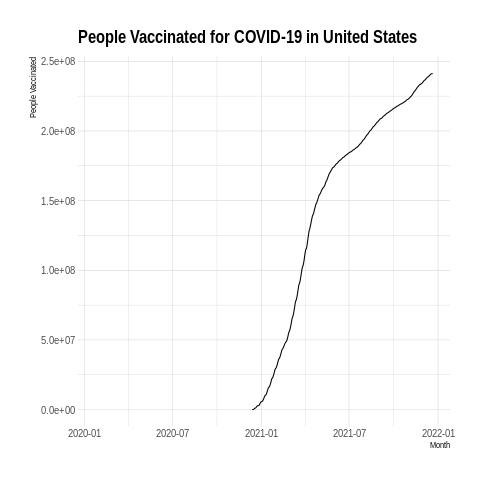 People Vaccinated for COVID-19 in United States
People Vaccinated
2.5e+08
2.0e+08
1.5e+08
1.0e+08
5.0e+07
0.0e+00
2020-01 2020-07 2021-01 2021-07 2022-01
Month